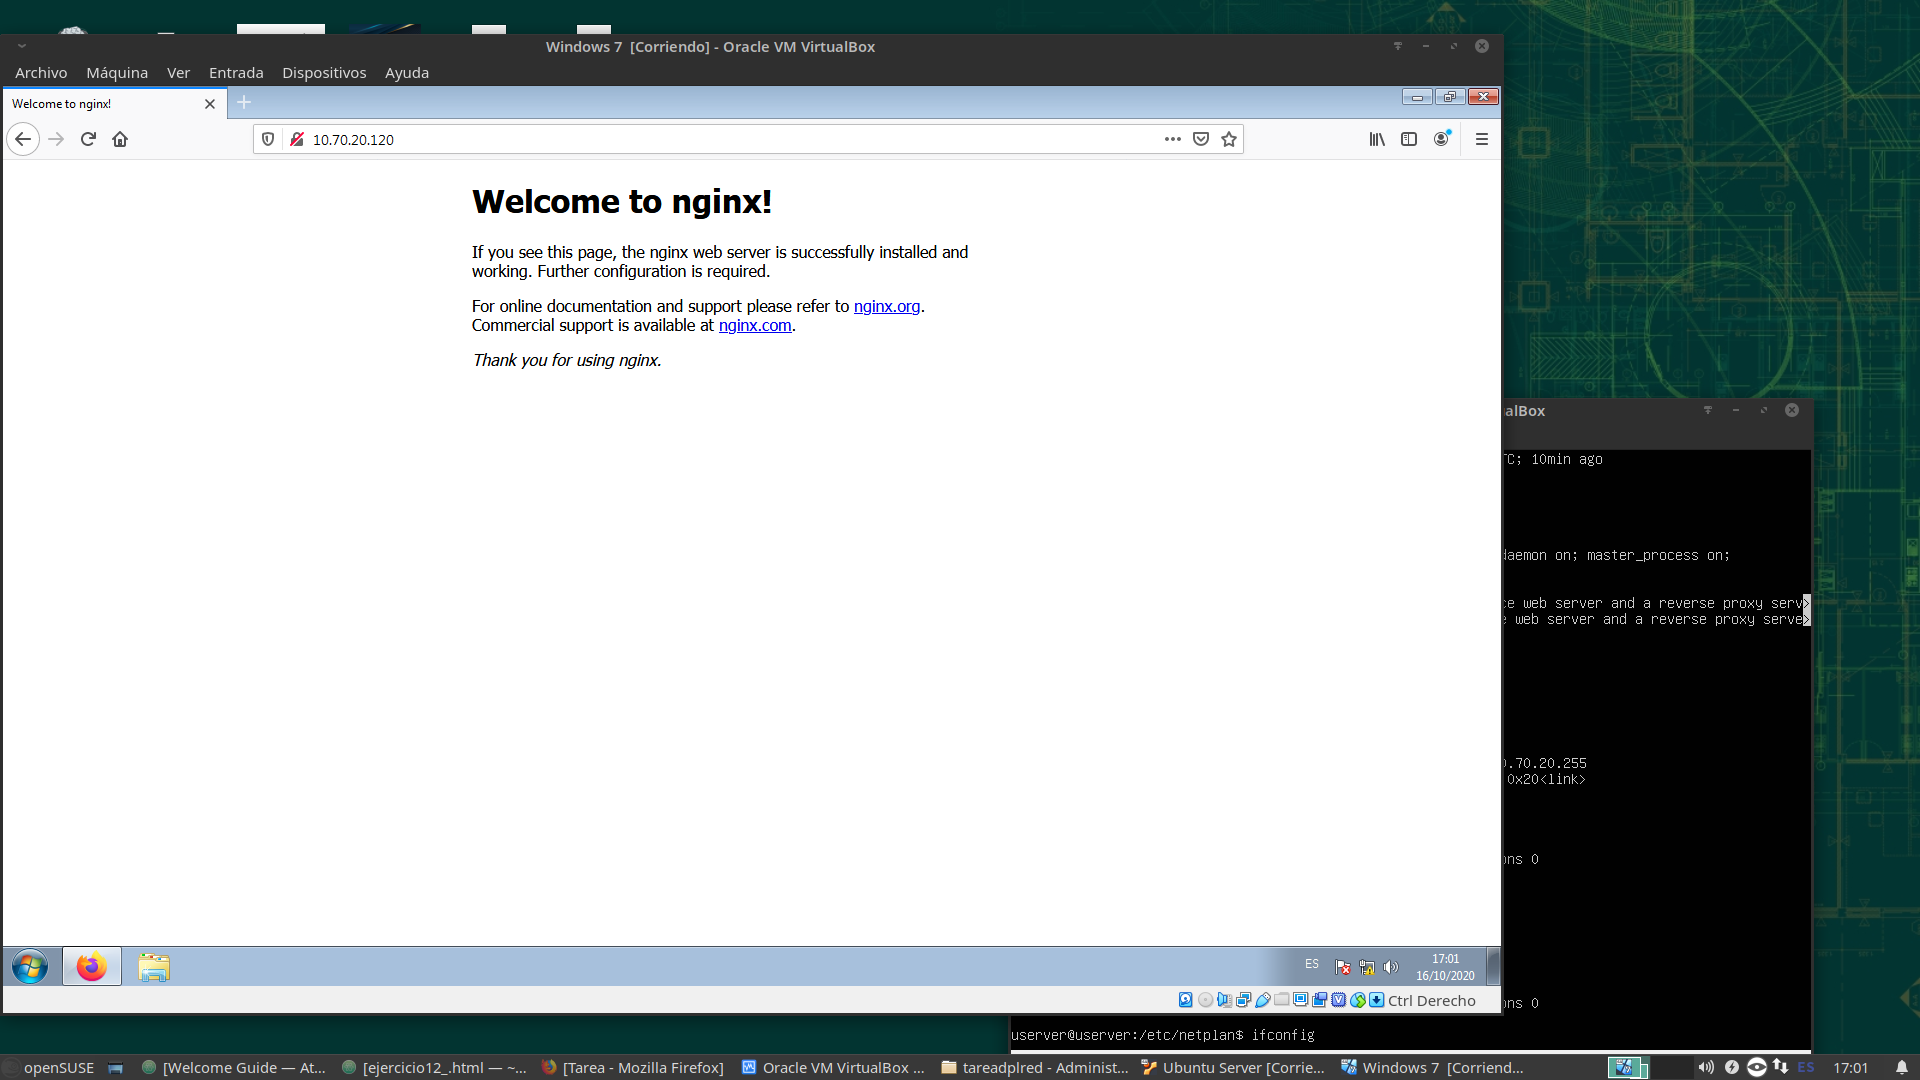 Windows 7 [Corriendo] - Oracle VM VirtualBox
Archivo Máquina Ver Entrada Dispositivos Ayuda
Welcome to nginx!
10.70.20.120
Welcome to nginx!
If you see this page, the nginx web server is successfully installed and
working. Further configuration is required.
For online documentation and support please refer to nginx.org.
Commercial support is available at nginx.com.
Thank you for using nginx.
ES
17:01
16/10/2020
Ctrl Derecho
alBox
TC; 10min ago
daemon on; master_process on;
ce web server and a reverse proxy serv>
e web server and a reverse proxy serve>
0.70.20.255
0x20<link>
ons 0
ons 0
userver@userver:/etc/netplan$ ifconfig
openSUSE [Welcome Guide — At... [ejercicio12_.html — ~... [Tarea - Mozilla Firefox] Oracle VM VirtualBox ... tareadplred - Administ... Ubuntu Server [Corrie... Windows 7 [Corriend... ES 17:01